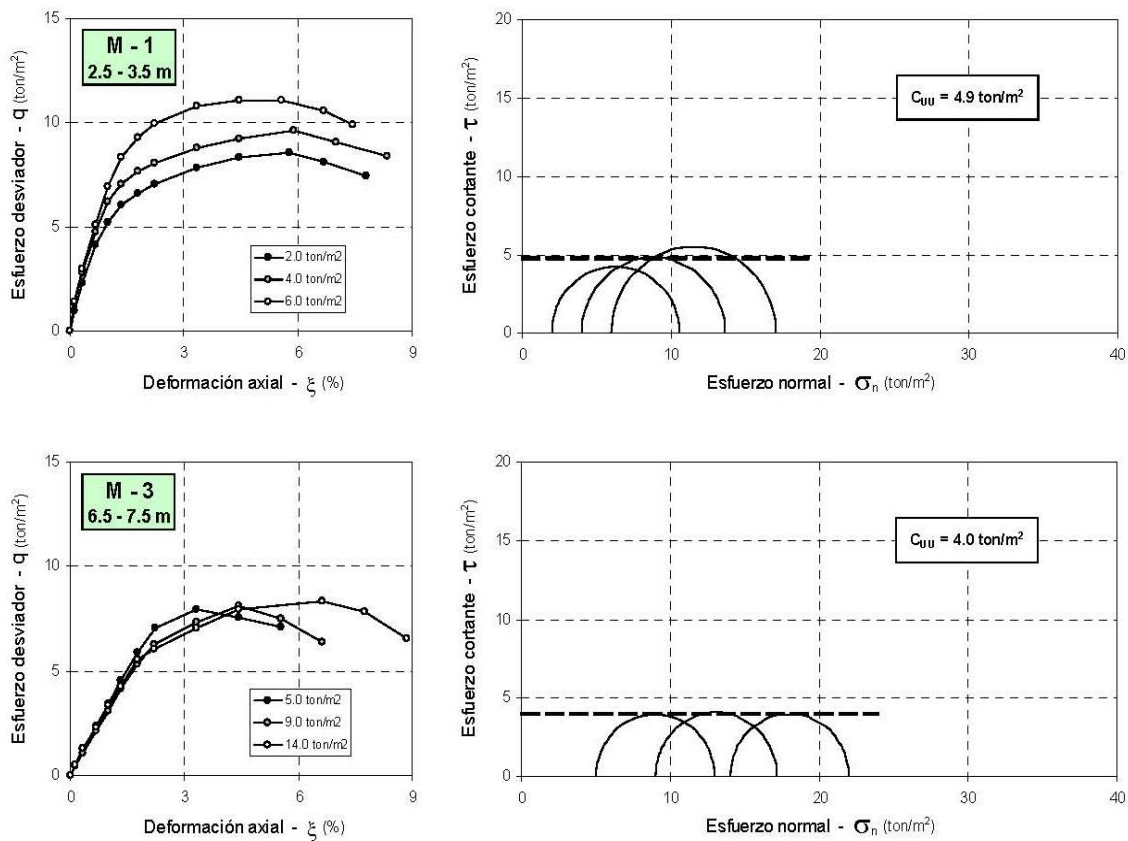 M - 1
2.5 - 3.5 m
Esfuerzo desviador - q (ton/m²)
15
10
5
0
2.0 ton/m2
4.0 ton/m2
6.0 ton/m2
0 3 6 9
Deformación axial - ξ (%)
Esfuerzo cortante - τ (ton/m²)
20
15
10
5
0
C_UU = 4.9 ton/m²
0 10 20 30 40
Esfuerzo normal - σn (ton/m²)
M - 3
6.5 - 7.5 m
Esfuerzo desviador - q (ton/m²)
15
10
5
0
5.0 ton/m2
9.0 ton/m2
14.0 ton/m2
0 3 6 9
Deformación axial - ξ (%)
Esfuerzo cortante - τ (ton/m²)
20
15
10
5
0
C_UU = 4.0 ton/m²
0 10 20 30 40
Esfuerzo normal - σn (ton/m²)